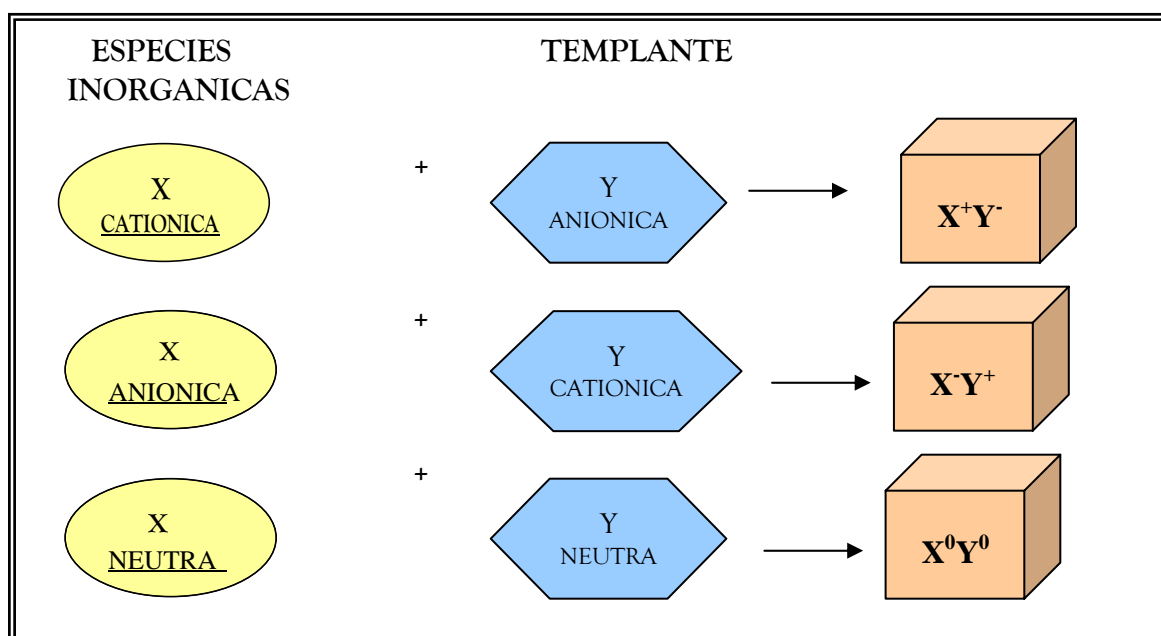 ESPECIES
INORGANICAS
TEMPLANTE
X
CATIONICA
+
Y
ANIONICA
X⁺Y⁻
X
ANIONICA
+
Y
CATIONICA
X⁻Y⁺
X
NEUTRA
+
Y
NEUTRA
X⁰Y⁰